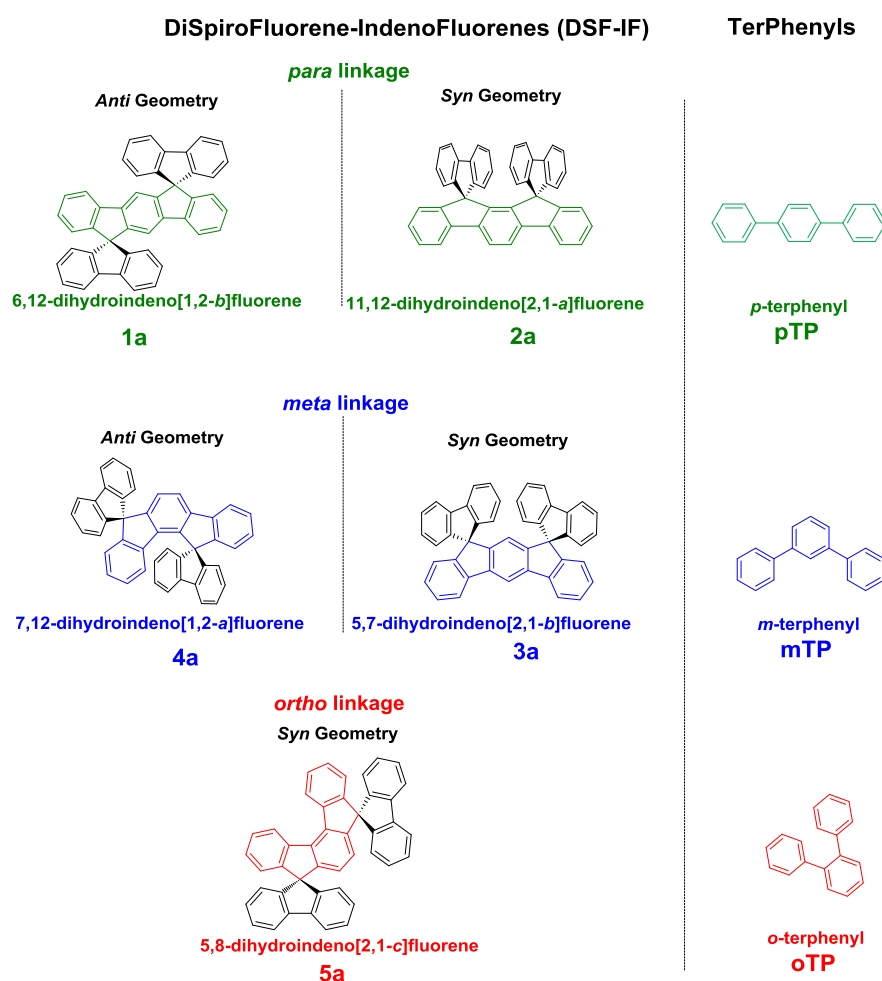 DiSpiroFluorene-IndenoFluorenes (DSF-IF)
TerPhenyls
para linkage
Anti Geometry
Syn Geometry
6,12-dihydroindeno[1,2-b]fluorene
11,12-dihydroindeno[2,1-a]fluorene
p-terphenyl
1a
2a
pTP
meta linkage
Anti Geometry
Syn Geometry
7,12-dihydroindeno[1,2-a]fluorene
5,7-dihydroindeno[2,1-b]fluorene
m-terphenyl
4a
3a
mTP
ortho linkage
Syn Geometry
5,8-dihydroindeno[2,1-c]fluorene
o-terphenyl
5a
oTP